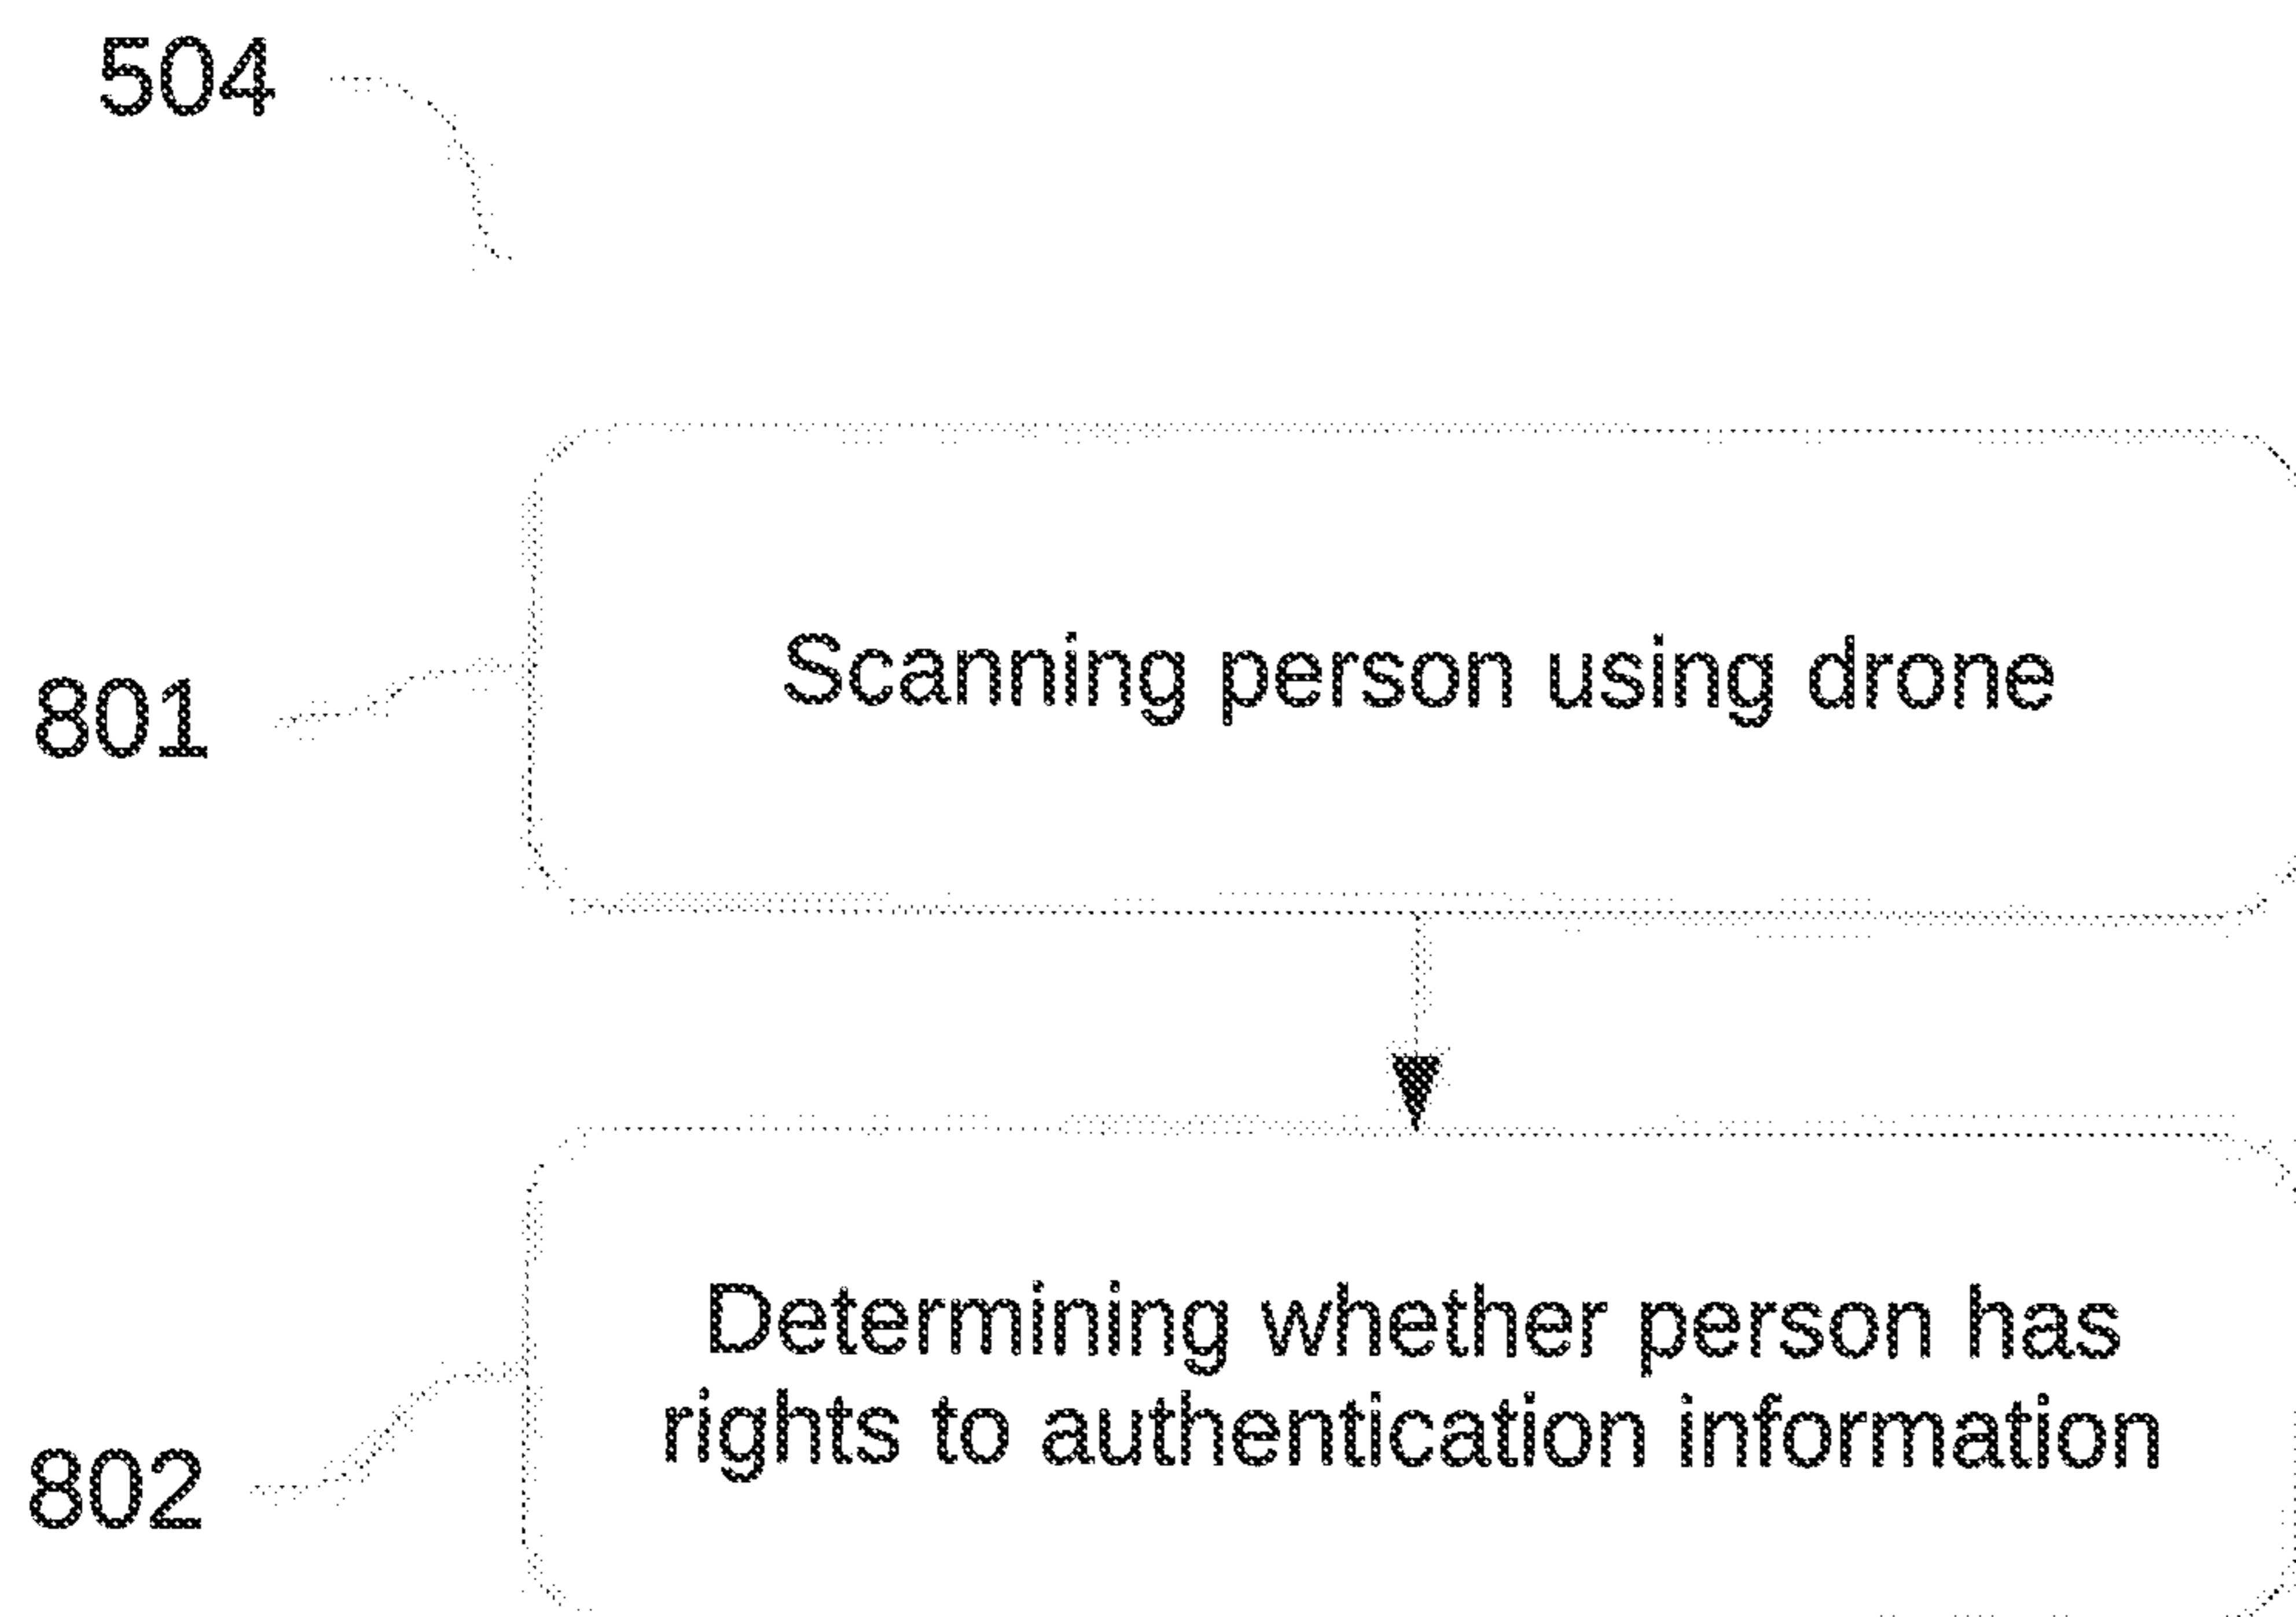 504
801
Scanning person using drone
802
Determining whether person has
rights to authentication information